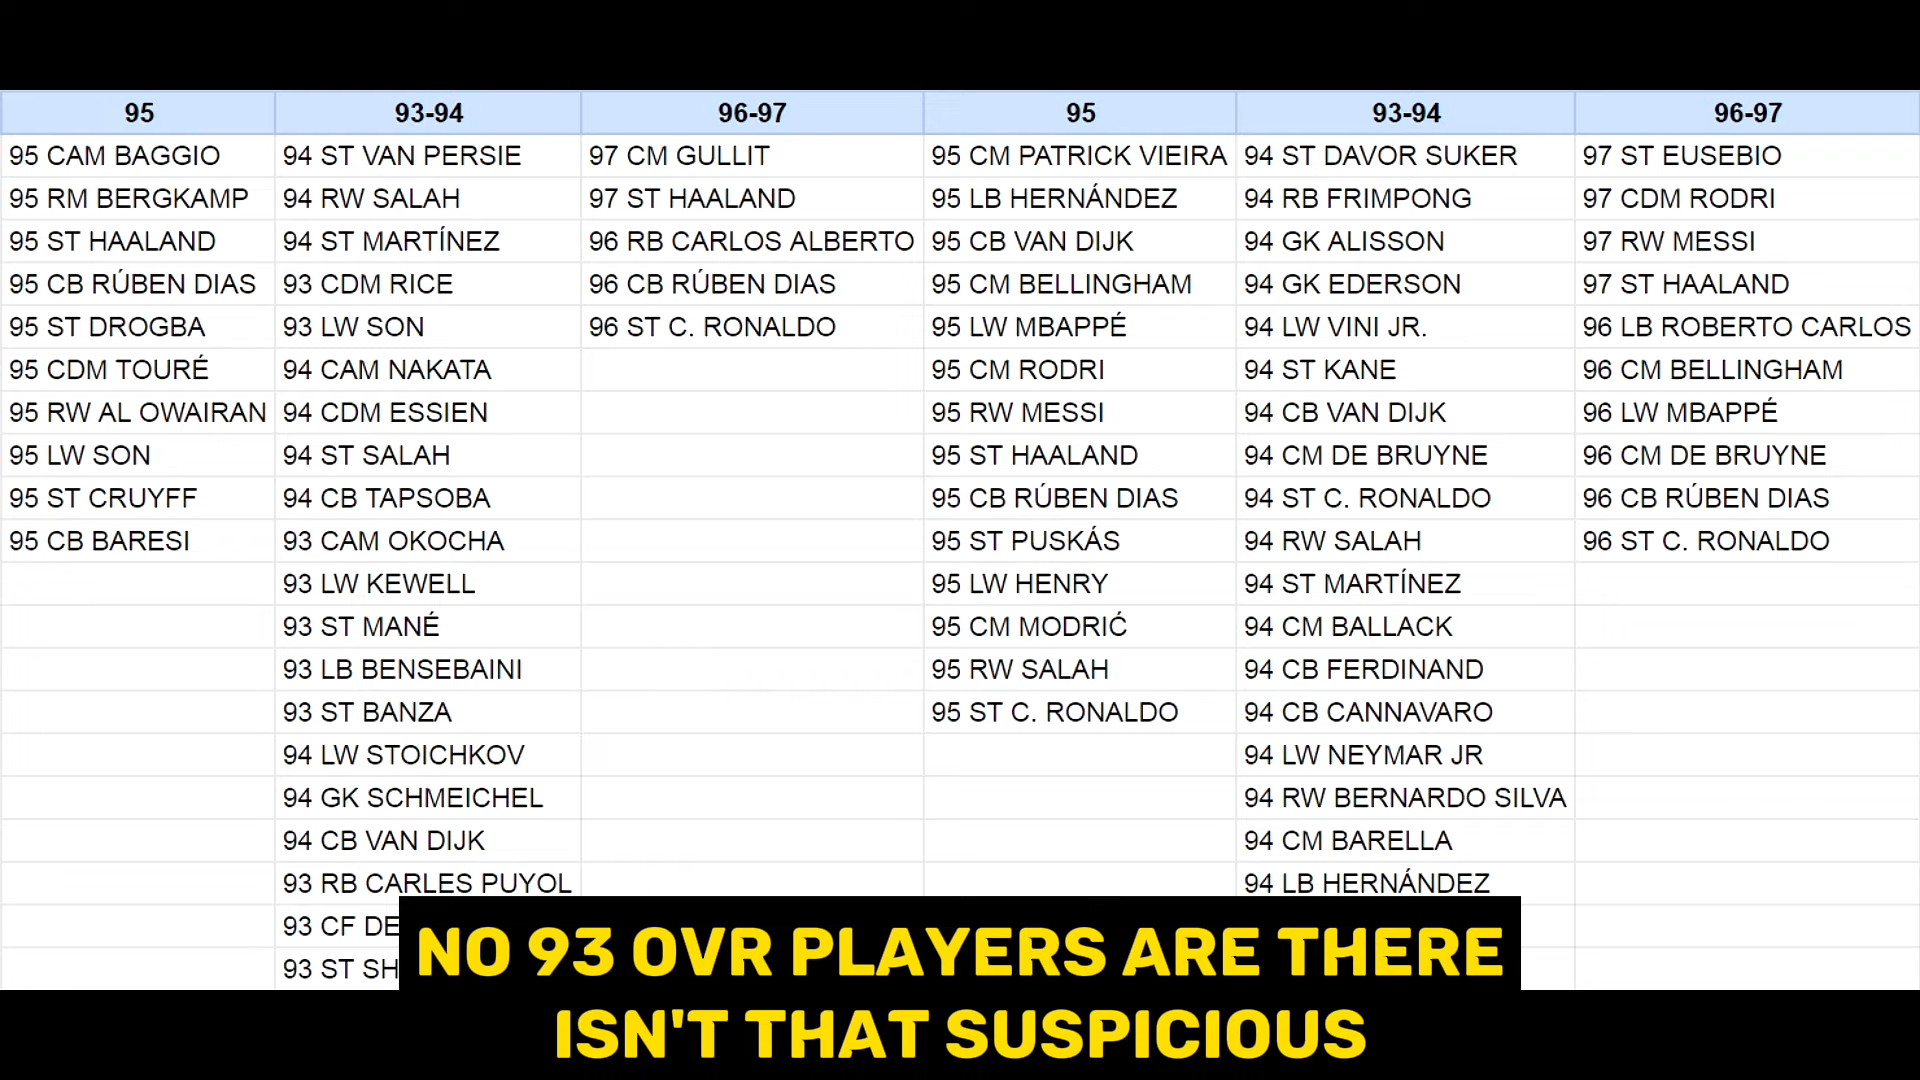 95 93-94 96-97 95 93-94 96-97
95 CAM BAGGIO 94 ST VAN PERSIE 97 CM GULLIT 95 CM PATRICK VIEIRA 94 ST DAVOR SUKER 97 ST EUSEBIO
95 RM BERGKAMP 94 RW SALAH 97 ST HAALAND 95 LB HERNÁNDEZ 94 RB FRIMPONG 97 CDM RODRI
95 ST HAALAND 94 ST MARTÍNEZ 96 RB CARLOS ALBERTO 95 CB VAN DIJK 94 GK ALISSON 97 RW MESSI
95 CB RÚBEN DIAS 93 CDM RICE 96 CB RÚBEN DIAS 95 CM BELLINGHAM 94 GK EDERSON 97 ST HAALAND
95 ST DROGBA 93 LW SON 96 ST C. RONALDO 95 LW MBAPPÉ 94 LW VINI JR. 96 LB ROBERTO CARLOS
95 CDM TOURÉ 94 CAM NAKATA 95 CM RODRI 94 ST KANE 96 CM BELLINGHAM
95 RW AL OWAIRAN 94 CDM ESSIEN 95 RW MESSI 94 CB VAN DIJK 96 LW MBAPPÉ
95 LW SON 94 ST SALAH 95 ST HAALAND 94 CM DE BRUYNE 96 CM DE BRUYNE
95 ST CRUYFF 94 CB TAPSOBA 95 CB RÚBEN DIAS 94 ST C. RONALDO 96 CB RÚBEN DIAS
95 CB BARESI 93 CAM OKOCHA 95 ST PUSKÁS 94 RW SALAH 96 ST C. RONALDO
93 LW KEWELL 95 LW HENRY 94 ST MARTÍNEZ
93 ST MANÉ 95 CM MODRIĆ 94 CM BALLACK
93 LB BENSEBAINI 95 RW SALAH 94 CB FERDINAND
93 ST BANZA 95 ST C. RONALDO 94 CB CANNAVARO
94 LW STOICHKOV 94 LW NEYMAR JR
94 GK SCHMEICHEL 94 RW BERNARDO SILVA
94 CB VAN DIJK 94 CM BARELLA
93 RB CARLES PUYOL 94 LB HERNÁNDEZ
93 CF DE
93 ST SH
NO 93 OVR PLAYERS ARE THERE
ISN'T THAT SUSPICIOUS